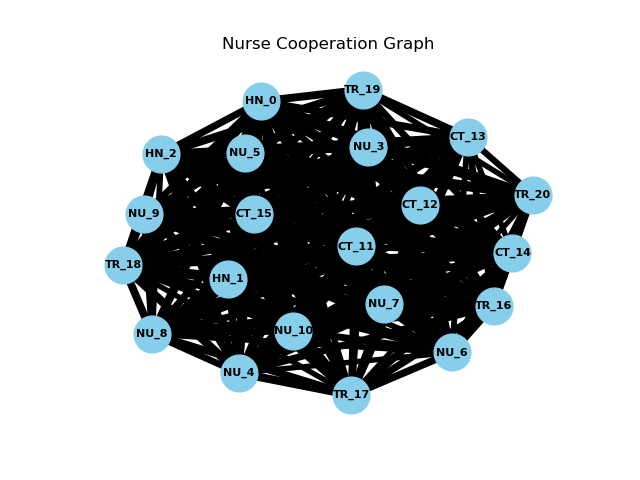 Nurse Cooperation Graph
TR_19
HN_0
CT_13
NU_3
HN_2
NU_5
TR_20
CT_12
NU_9
CT_15
CT_11
CT_14
TR_18
HN_1
NU_7
TR_16
NU_10
NU_8
NU_6
NU_4
TR_17